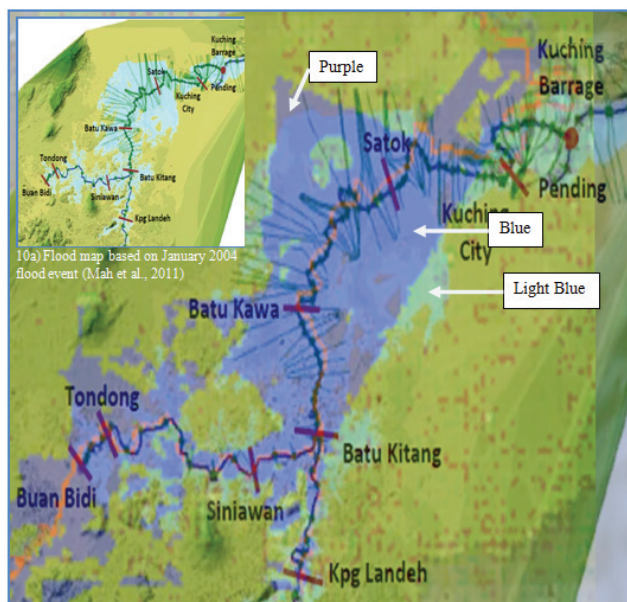 Kuching
Barrage
Satok
Kuching
City
Pending
Batu Kawa
Tondong
Buan Bidi
Siniawan
Batu Kitang
Kpg Landeh
10a) Flood map based on January 2004
flood event (Mah et al., 2011)
Purple
Kuching
Barrage
Satok
Pending
Kuching
City
Blue
Light Blue
Batu Kawa
Tondong
Batu Kitang
Buan Bidi
Siniawan
Kpg Landeh